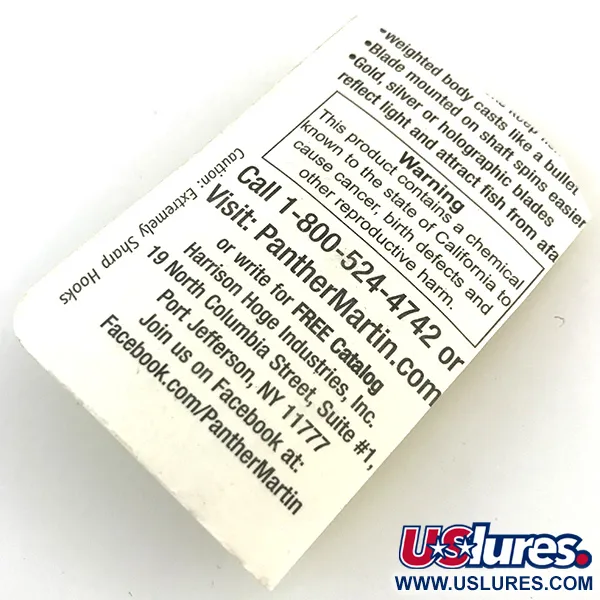 •weighted body casts like a bullet
•Blade mounted on shaft spins easier
•Gold, silver or holographic blades
reflect light and attract fish from afa
Warning
This product contains a chemical
known to the state of California to
cause cancer, birth defects and
other reproductive harm.
Call 1-800-524-4742 or
Visit: PantherMartin.com
or write for FREE Catalog
Harrison Hoge Industries, Inc.
19 North Columbia Street, Suite #1,
Port Jefferson, NY 11777
Join us on Facebook at:
Facebook.com/PantherMartin
Caution: Extremely Sharp Hooks
USlures.
WWW.USLURES.COM